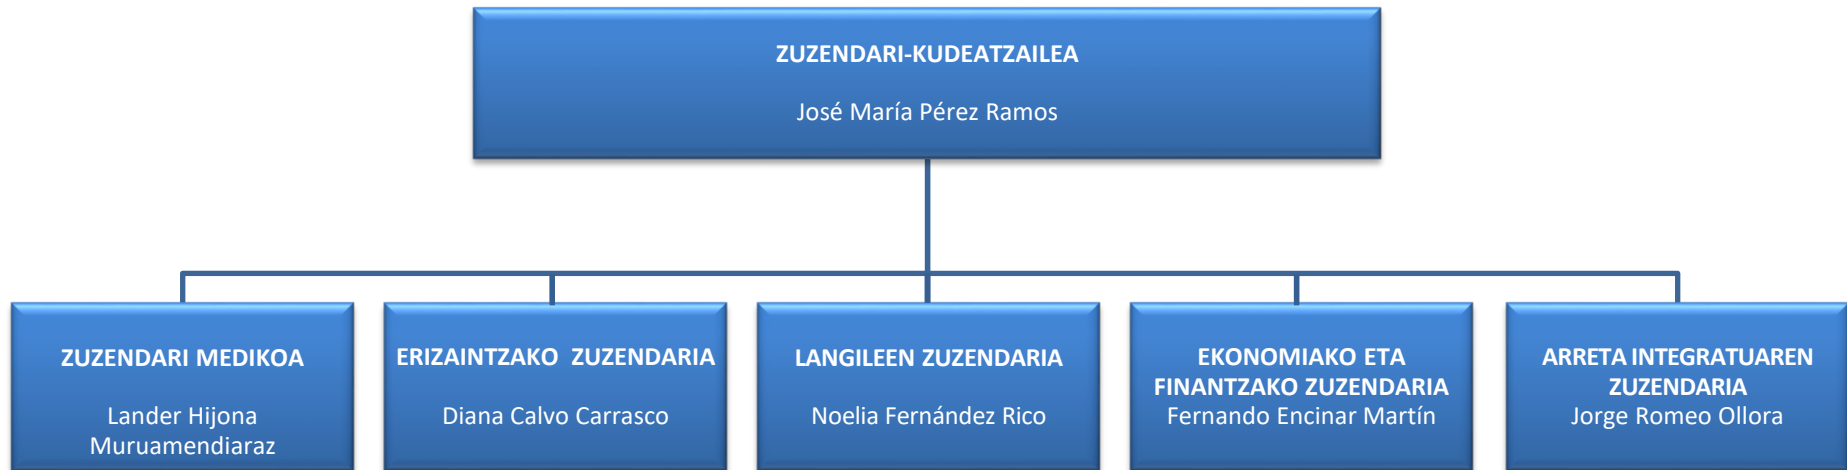 ZUZENDARI-KUDEATZAILEA
José María Pérez Ramos
ZUZENDARI MEDIKOA
Lander Hijona
Muruamendiaraz
ERIZAINTZAKO ZUZENDARIA
Diana Calvo Carrasco
LANGILEEN ZUZENDARIA
Noelia Fernández Rico
EKONOMIAKO ETA
FINANTZAKO ZUZENDARIA
Fernando Encinar Martín
ARRETA INTEGRATUAREN
ZUZENDARIA
Jorge Romeo Ollora